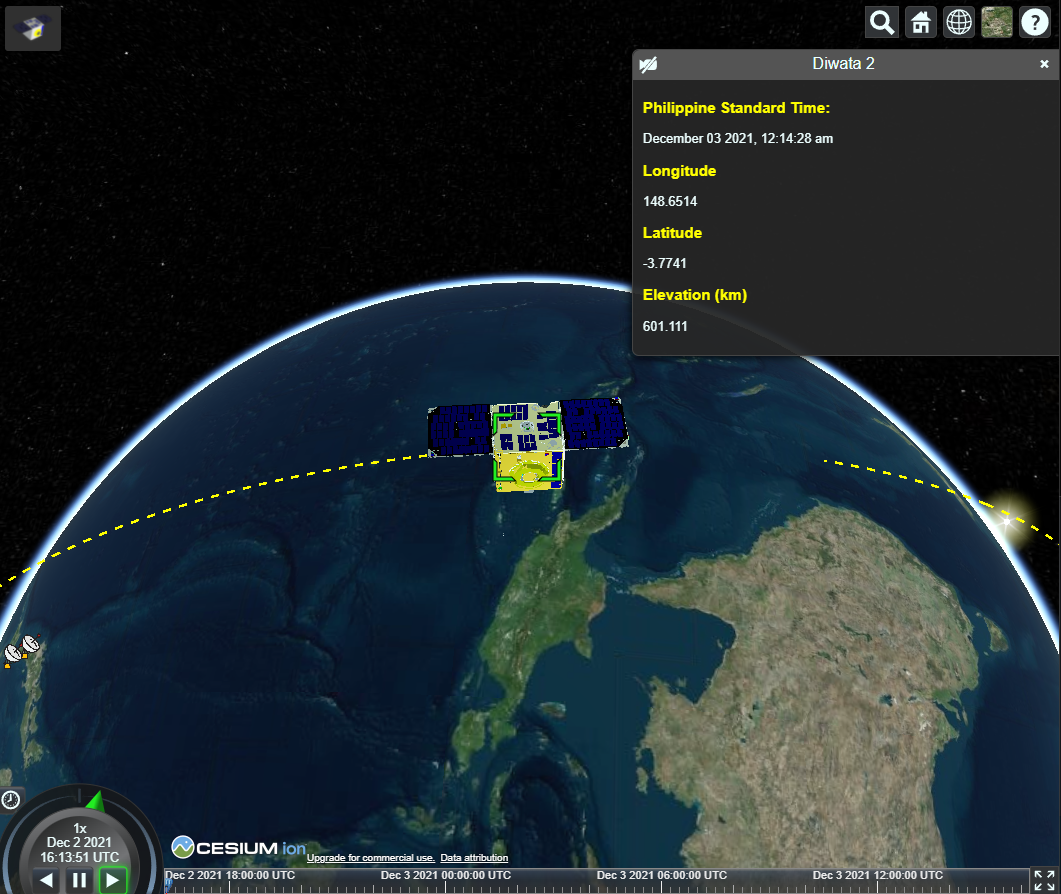 Diwata 2
Philippine Standard Time:
December 03 2021, 12:14:28 am
Longitude
148.6514
Latitude
-3.7741
Elevation (km)
601.111
1x
Dec 2 2021
16:13:51 UTC
CESIUM ion
Upgrade for commercial use. Data attribution
Dec 2 2021 18:00:00 UTC Dec 3 2021 00:00:00 UTC Dec 3 2021 06:00:00 UTC Dec 3 2021 12:00:00 UTC